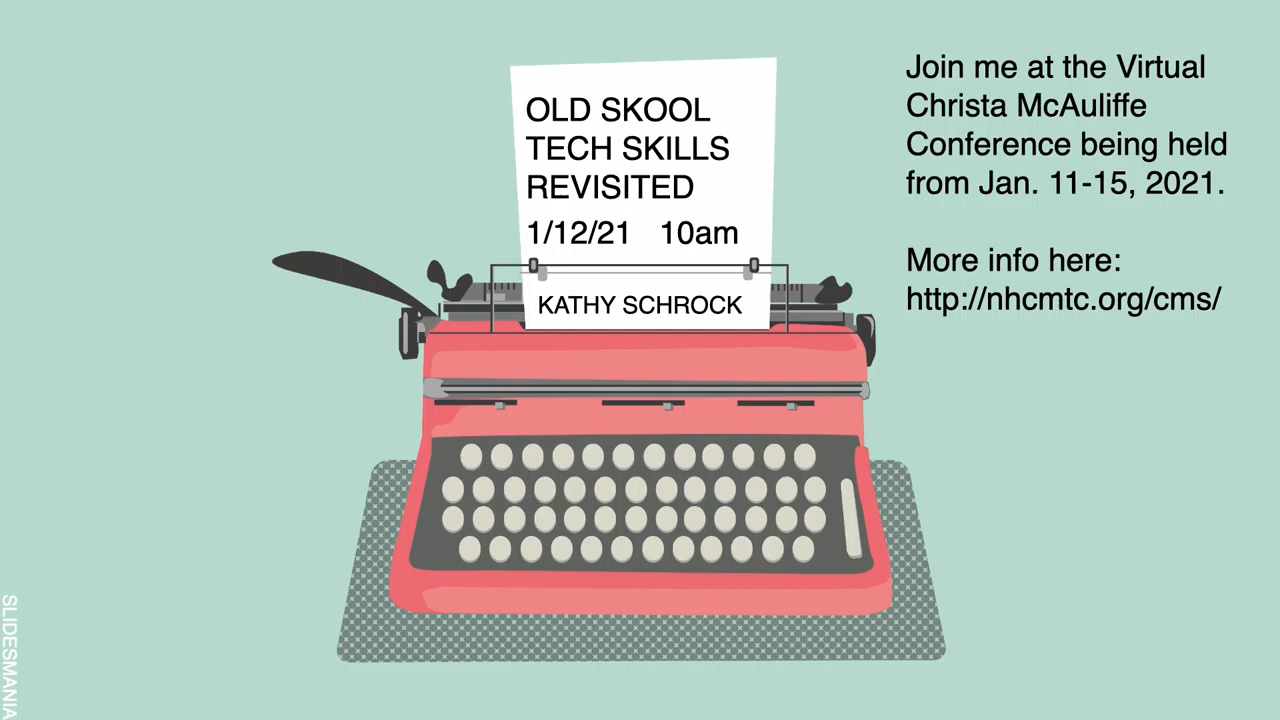 OLD SKOOL
TECH SKILLS
REVISITED
1/12/21 10am
KATHY SCHROCK
Join me at the Virtual
Christa McAuliffe
Conference being held
from Jan. 11-15, 2021.
More info here:
http://nhcmtc.org/cms/
SLIDESMANIA